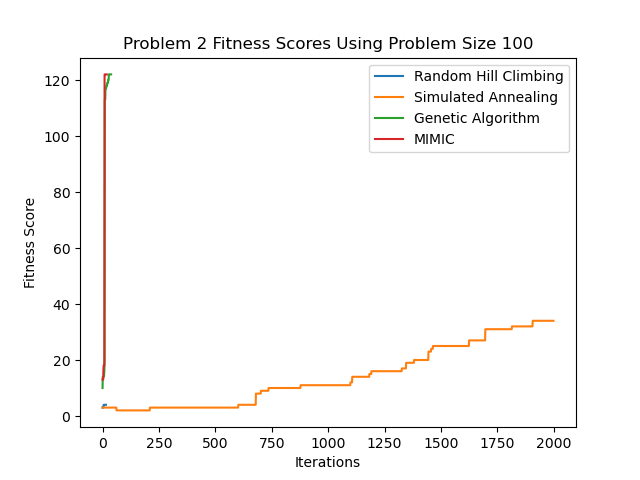 Problem 2 Fitness Scores Using Problem Size 100
Random Hill Climbing
Simulated Annealing
Genetic Algorithm
MIMIC
Fitness Score
120
100
80
60
40
20
0
0 250 500 750 1000 1250 1500 1750 2000
Iterations